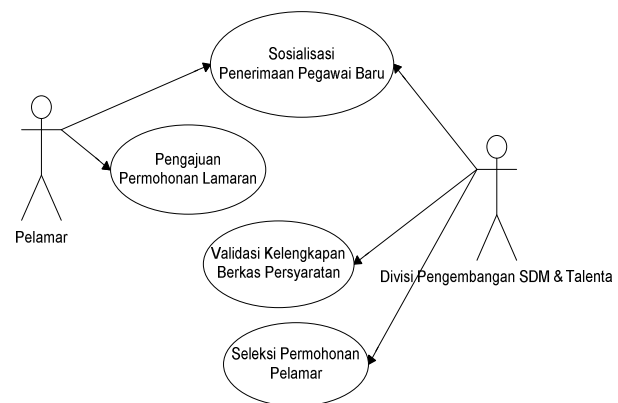 Sosialisasi
Penerimaan Pegawai Baru
Pengajuan
Permohonan Lamaran
Pelamar
Validasi Kelengkapan
Berkas Persyaratan
Divisi Pengembangan SDM & Talenta
Seleksi Permohonan
Pelamar